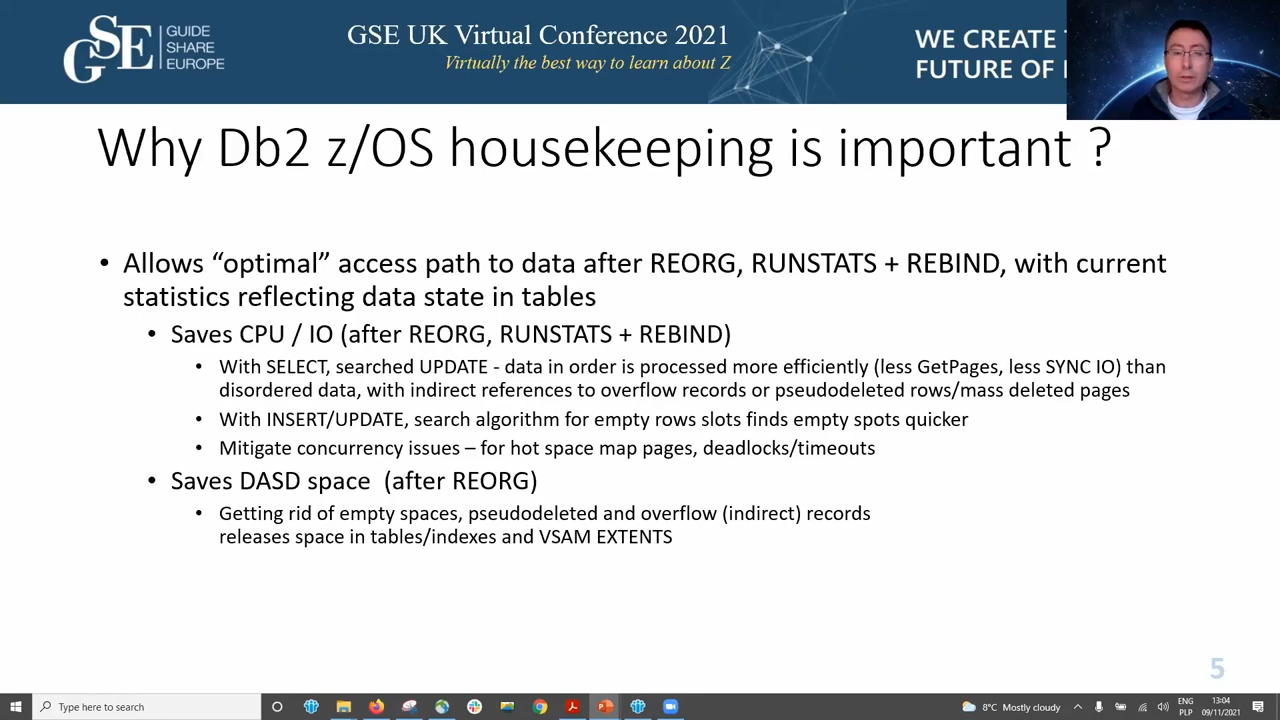 GSE
GUIDE
SHARE
EUROPE
GSE UK Virtual Conference 2021
Virtually the best way to learn about Z
WE CREATE
FUTURE OF
Why Db2 z/OS housekeeping is important ?
• Allows “optimal” access path to data after REORG, RUNSTATS + REBIND, with current
statistics reflecting data state in tables
• Saves CPU / IO (after REORG, RUNSTATS + REBIND)
• With SELECT, searched UPDATE - data in order is processed more efficiently (less GetPages, less SYNC IO) than
disordered data, with indirect references to overflow records or pseudodeleted rows/mass deleted pages
• With INSERT/UPDATE, search algorithm for empty rows slots finds empty spots quicker
• Mitigate concurrency issues – for hot space map pages, deadlocks/timeouts
• Saves DASD space (after REORG)
• Getting rid of empty spaces, pseudodeleted and overflow (indirect) records
releases space in tables/indexes and VSAM EXTENTS
5
Type here to search
8°C Mostly cloudy
ENG
PLP
13:04
09/11/2021